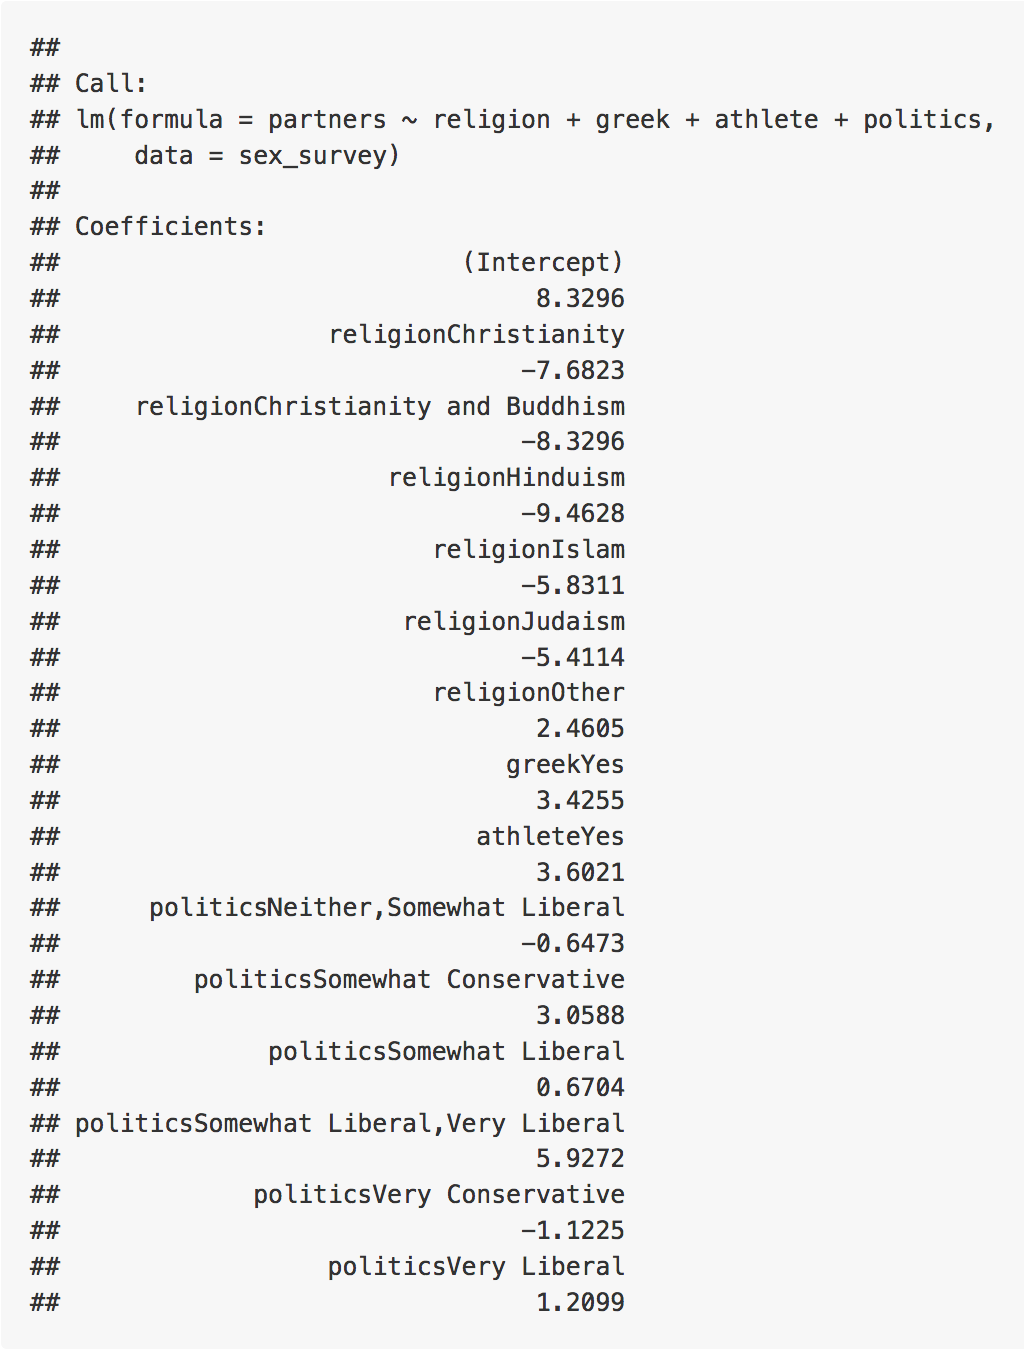 ##
## Call:
## lm(formula = partners ~ religion + greek + athlete + politics,
##     data = sex_survey)
##
## Coefficients:
##                           (Intercept)
##                                8.3296
##                  religionChristianity
##                               −7.6823
##     religionChristianity and Buddhism
##                               −8.3296
##                      religionHinduism
##                               −9.4628
##                         religionIslam
##                               −5.8311
##                       religionJudaism
##                               −5.4114
##                         religionOther
##                                2.4605
##                              greekYes
##                                3.4255
##                            athleteYes
##                                3.6021
##      politicsNeither,Somewhat Liberal
##                               −0.6473
##         politicsSomewhat Conservative
##                                3.0588
##              politicsSomewhat Liberal
##                                0.6704
## politicsSomewhat Liberal,Very Liberal
##                                5.9272
##             politicsVery Conservative
##                               −1.1225
##                  politicsVery Liberal
##                                1.2099